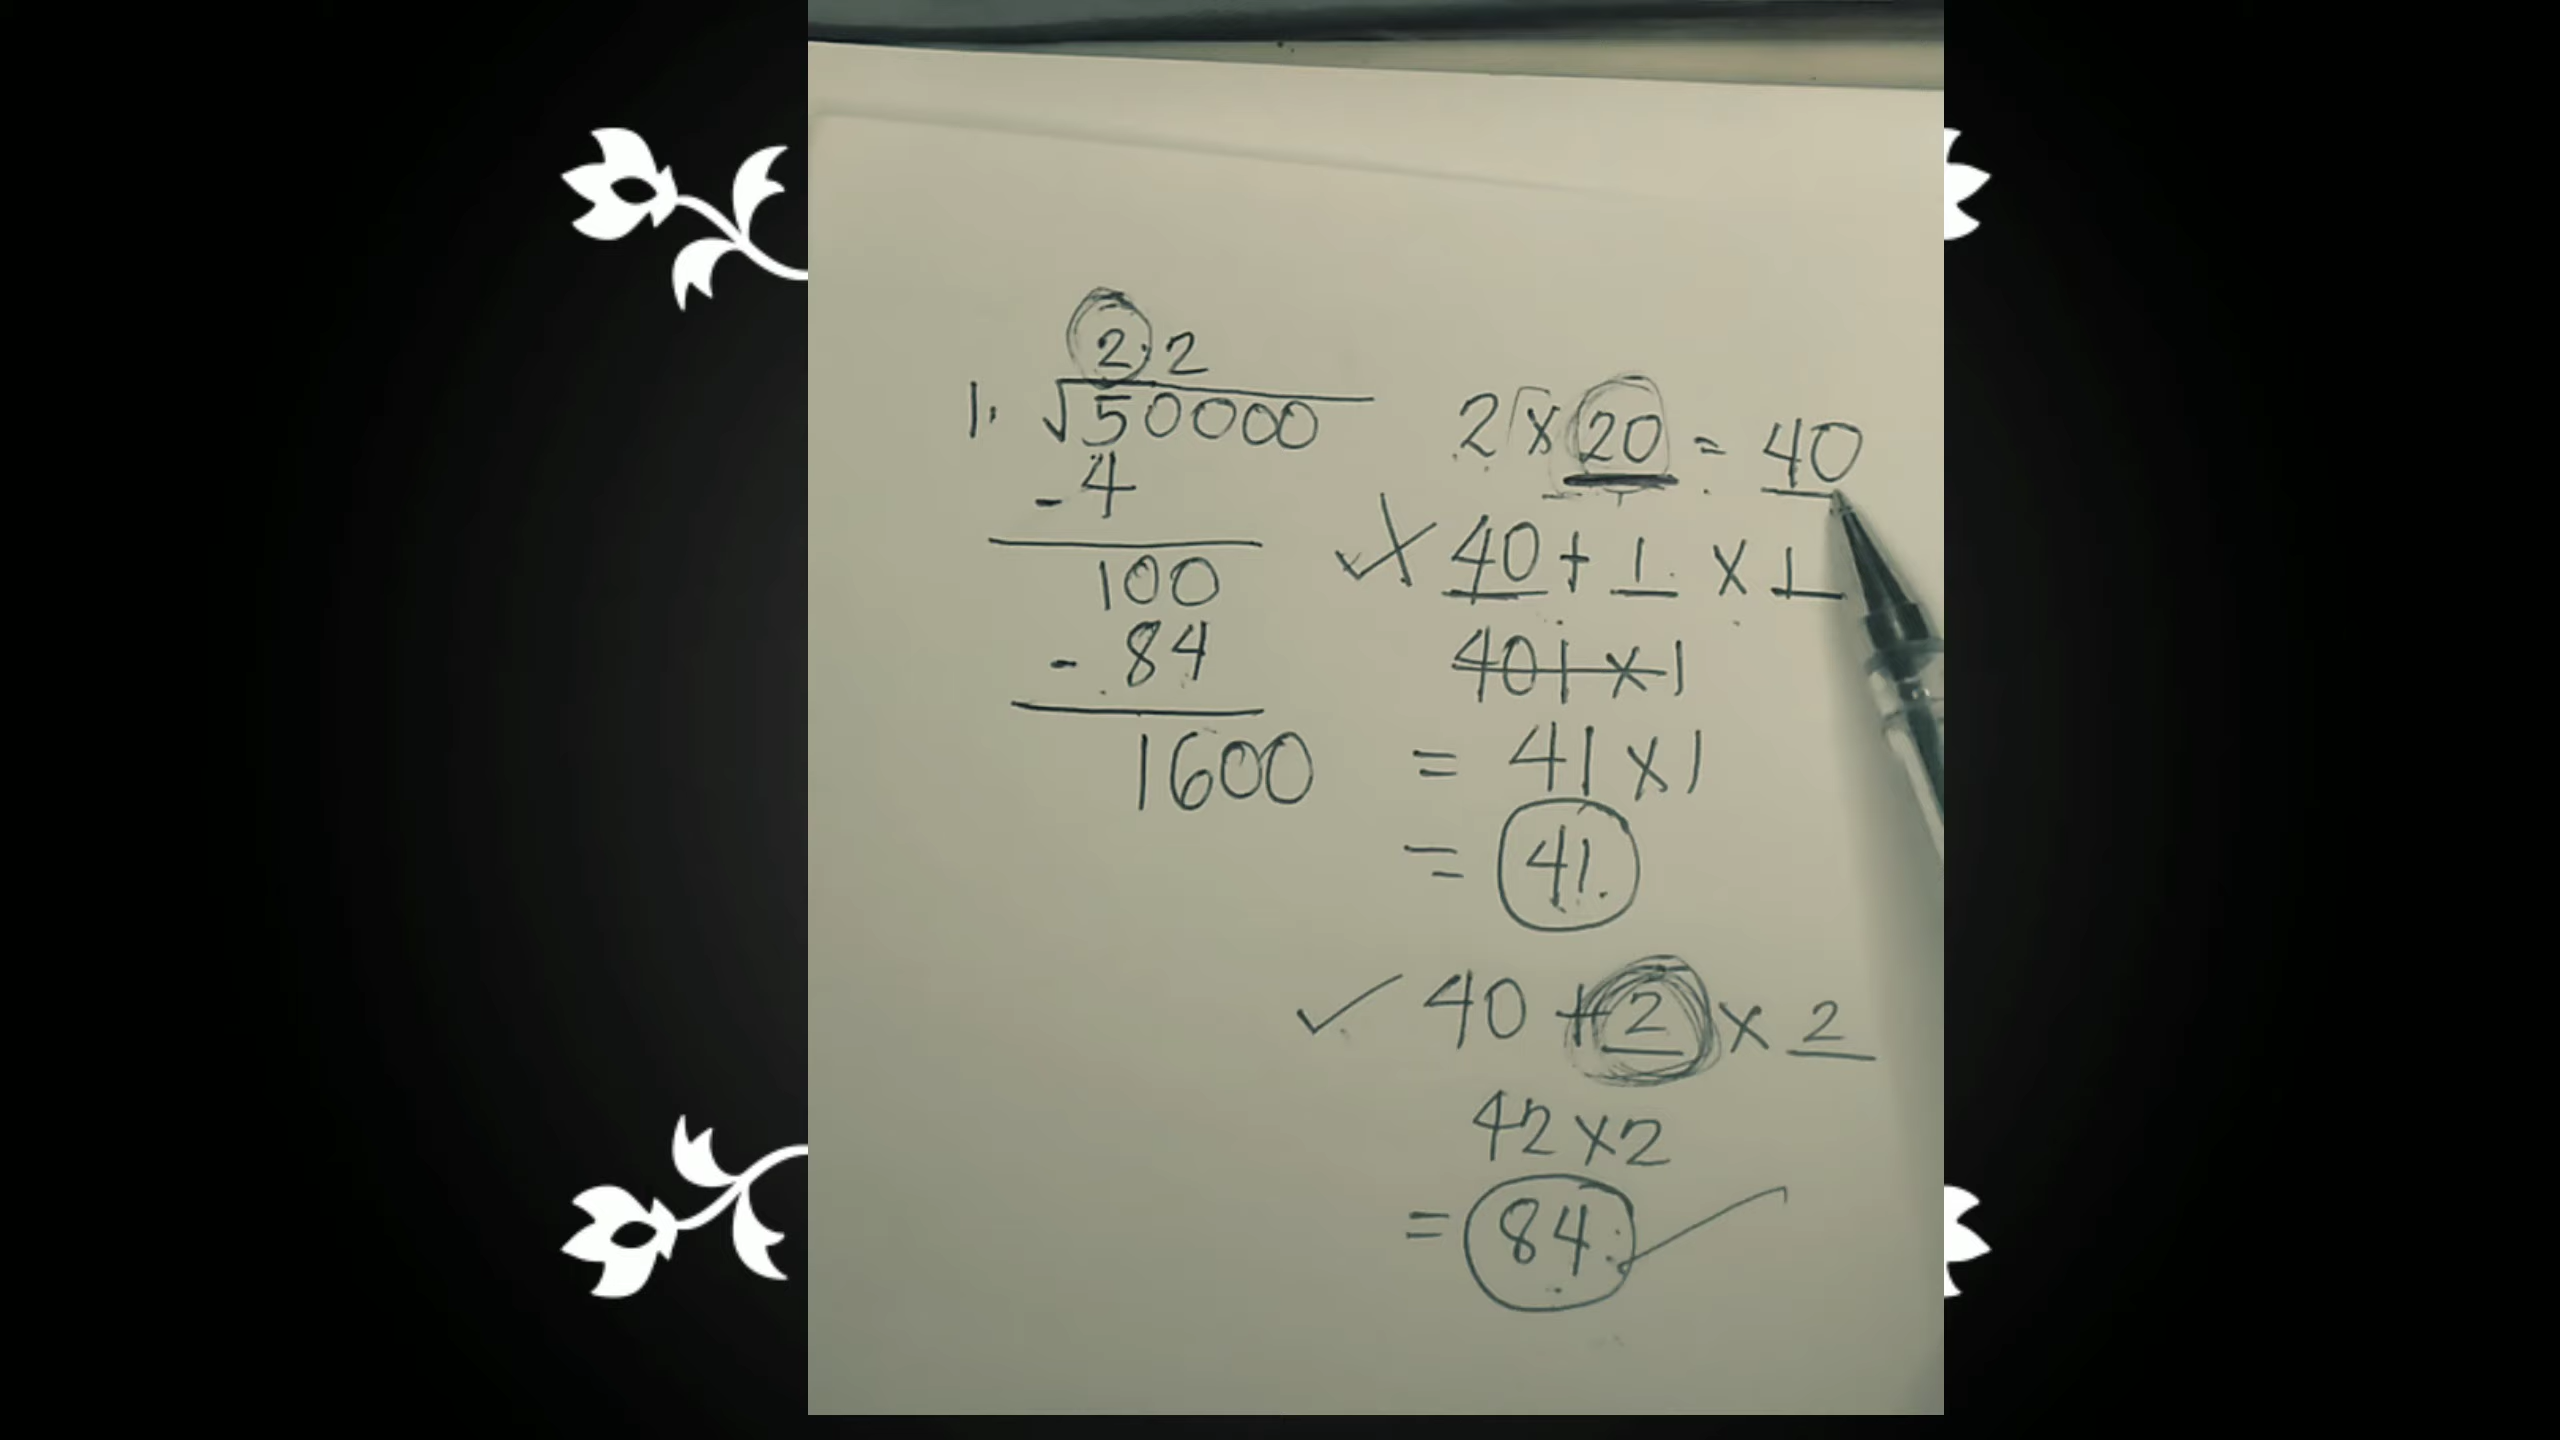 2.2
1. √50000
- 4
100
- 84
1600
2 x 20 = 40
40 + 1 x 1
401 x 1
= 41 x 1
= 41
40 + 2 x 2
42 x 2
= 84